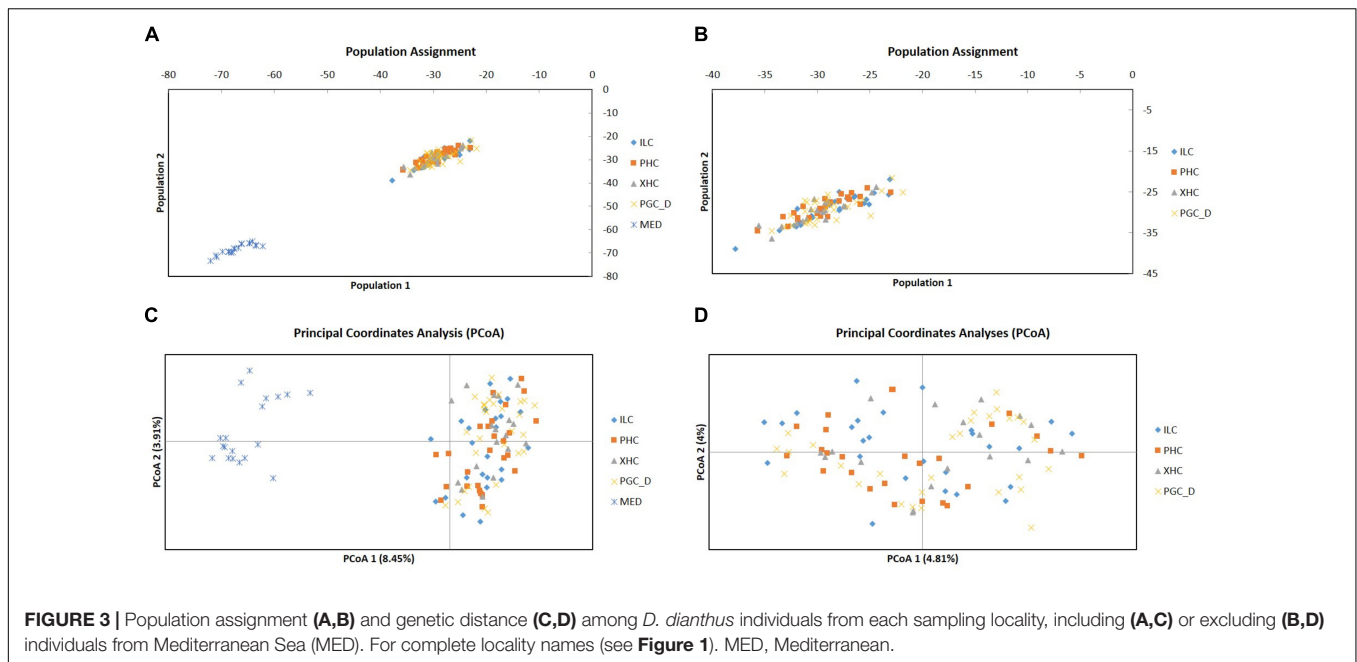 A
Population Assignment
-80 -70 -60 -50 -40 -30 -20 -10 0
0
-10
-20
-30
-40
-50
-60
-70
-80
Population 2
Population 1
ILC
PHC
XHC
PGC_D
MED
B
Population Assignment
-40 -35 -30 -25 -20 -15 -10 -5 0
-5
-15
-25
-35
-45
Population 2
Population 1
ILC
PHC
XHC
PGC_D
C
Principal Coordinates Analysis (PCoA)
PCoA 2 (3.91%)
PCoA 1 (8.45%)
ILC
PHC
XHC
PGC_D
MED
D
Principal Coordinates Analyses (PCoA)
PCoA 2 (4%)
PCoA 1 (4.81%)
ILC
PHC
XHC
PGC_D
FIGURE 3 | Population assignment (A,B) and genetic distance (C,D) among D. dianthus individuals from each sampling locality, including (A,C) or excluding (B,D)
individuals from Mediterranean Sea (MED). For complete locality names (see Figure 1). MED, Mediterranean.